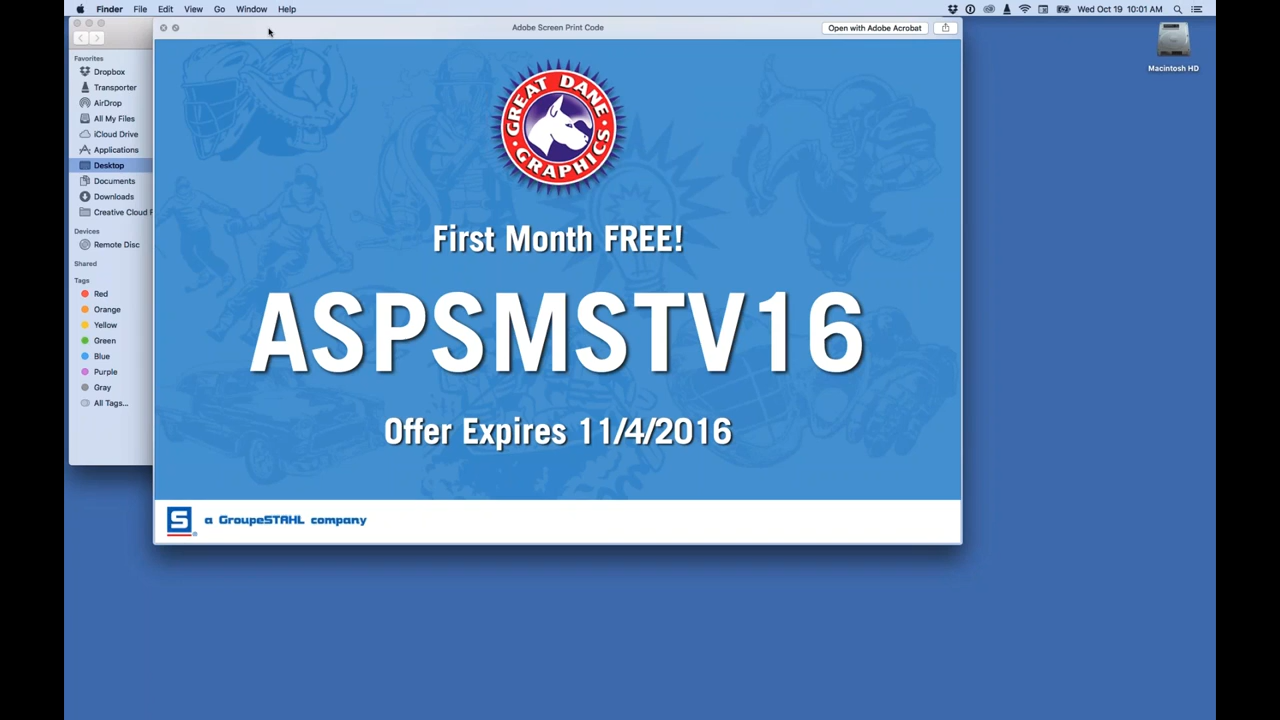 Finder File Edit View Go Window Help
Wed Oct 19 10:01 AM
Adobe Screen Print Code
Open with Adobe Acrobat
Favorites
Dropbox
Transporter
AirDrop
All My Files
iCloud Drive
Applications
Desktop
Documents
Downloads
Creative Cloud F
Devices
Remote Disc
Shared
Tags
Red
Orange
Yellow
Green
Blue
Purple
Gray
All Tags...
GREAT DANE
GRAPHICS
First Month FREE!
ASPSMSTV16
Offer Expires 11/4/2016
S ® a GroupeSTAHL company
Macintosh HD